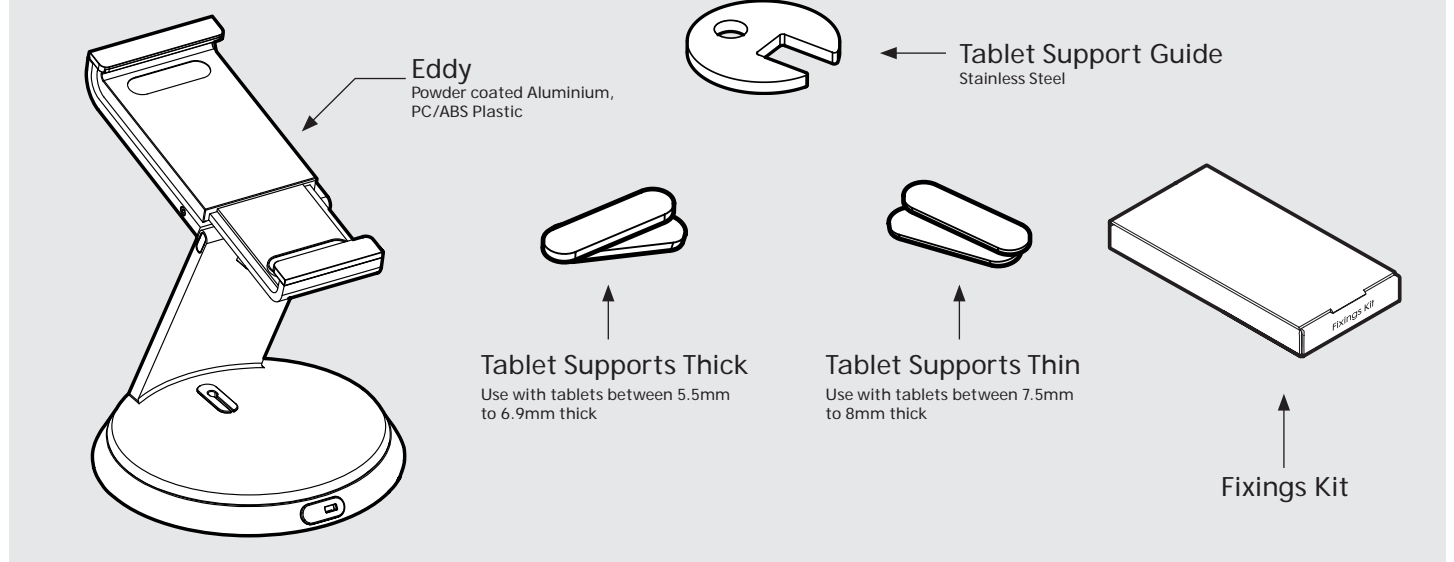 Eddy
Powder coated Aluminium,
PC/ABS Plastic
Tablet Support Guide
Stainless Steel
Tablet Supports Thick
Use with tablets between 5.5mm
to 6.9mm thick
Tablet Supports Thin
Use with tablets between 7.5mm
to 8mm thick
Fixings Kit
Fixings Kit